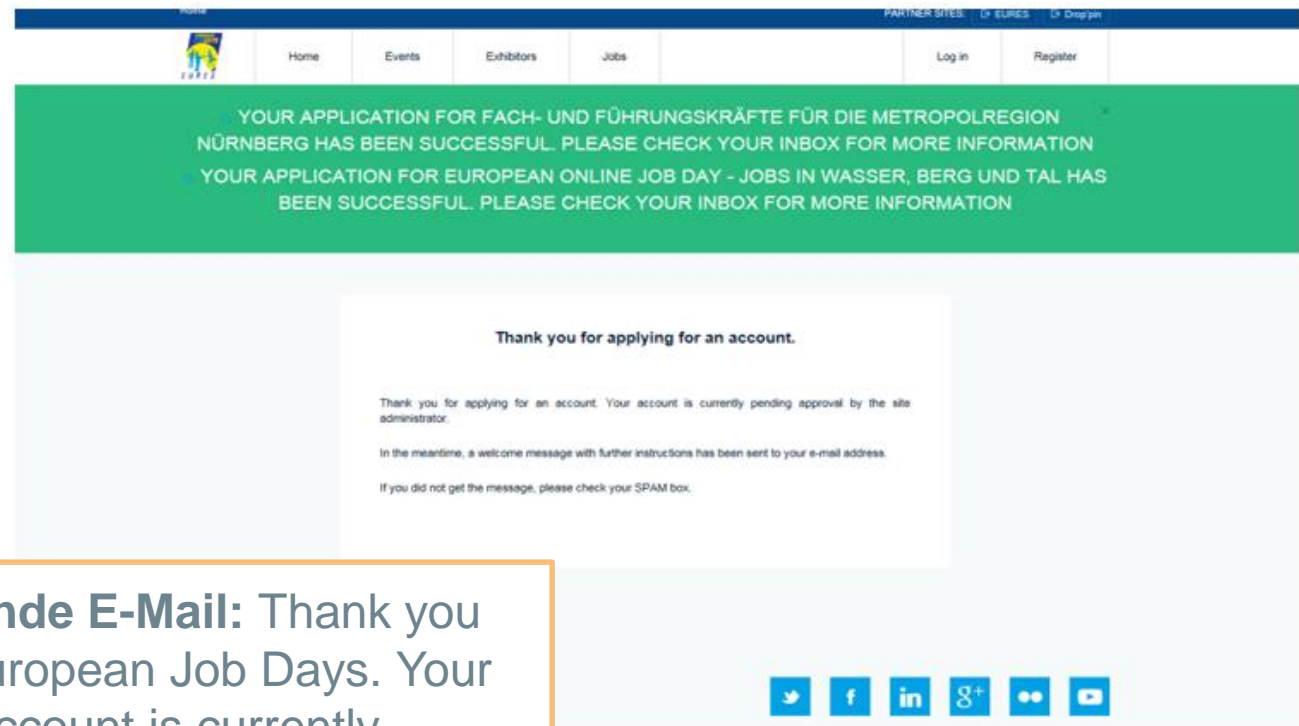 Home
PARTNER SITES: EURES Drop'pin
EURES
Home Events Exhibitors Jobs Log in Register
YOUR APPLICATION FOR FACH- UND FÜHRUNGSKRÄFTE FÜR DIE METROPOLREGION
NÜRNBERG HAS BEEN SUCCESSFUL. PLEASE CHECK YOUR INBOX FOR MORE INFORMATION
YOUR APPLICATION FOR EUROPEAN ONLINE JOB DAY - JOBS IN WASSER, BERG UND TAL HAS
BEEN SUCCESSFUL. PLEASE CHECK YOUR INBOX FOR MORE INFORMATION
Thank you for applying for an account.
Thank you for applying for an account. Your account is currently pending approval by the site
administrator.
In the meantime, a welcome message with further instructions has been sent to your e-mail address.
If you did not get the message, please check your SPAM box.
nde E-Mail: Thank you
uropean Job Days. Your
count is currently
f in 8+